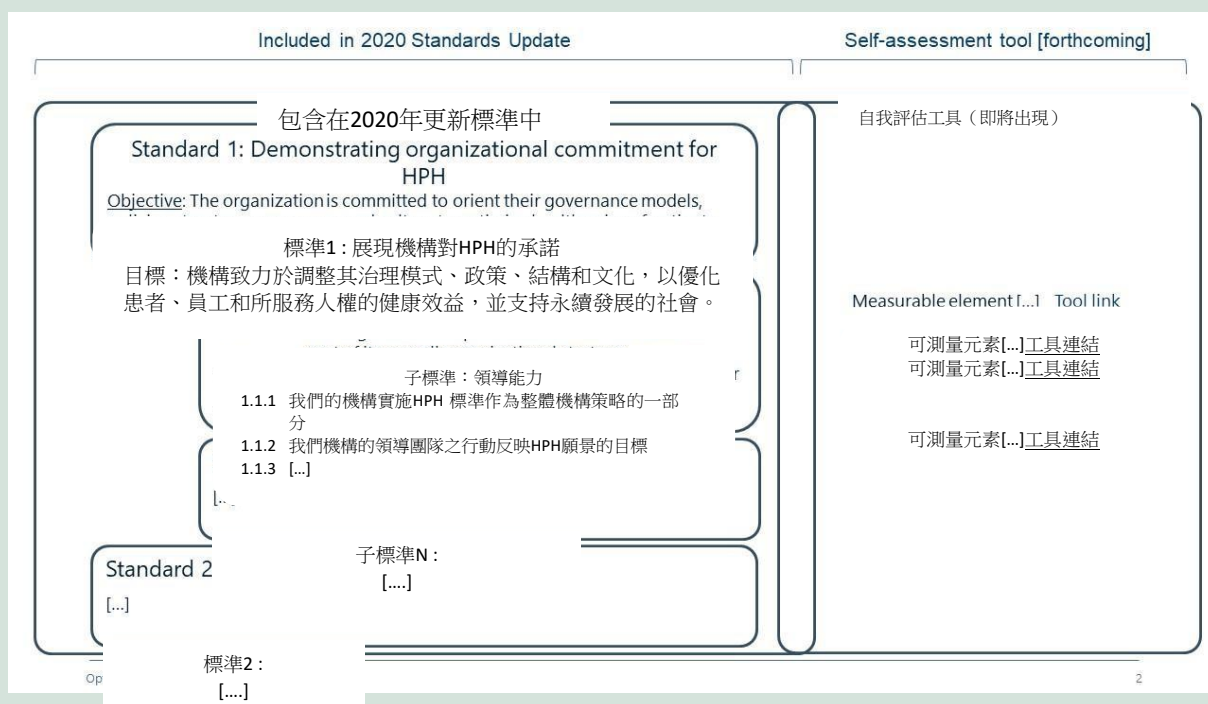 Included in 2020 Standards Update
Self-assessment tool [forthcoming]
包含在2020年更新標準中
自我評估工具（即將出現）
Standard 1: Demonstrating organizational commitment for
HPH
Objective: The organization is committed to orient their governance models,
標準1 : 展現機構對HPH的承諾
目標：機構致力於調整其治理模式、政策、結構和文化，以優化
患者、員工和所服務人權的健康效益，並支持永續發展的社會。
Measurable element [...] Tool link
可測量元素[...]工具連結
可測量元素[...]工具連結
子標準：領導能力
1.1.1 我們的機構實施HPH 標準作為整體機構策略的一部
分
1.1.2 我們機構的領導團隊之行動反映HPH願景的目標
1.1.3 [...]
可測量元素[...]工具連結
[..
子標準N :
[....]
Standard 2
[...]
標準2 :
[....]
Op
2